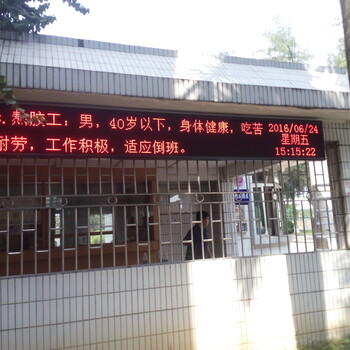 炼胶工：男，40岁以下，身体健康，吃苦
耐劳，工作积极，适应倒班。
2016/06/24
星期五
15:15:22